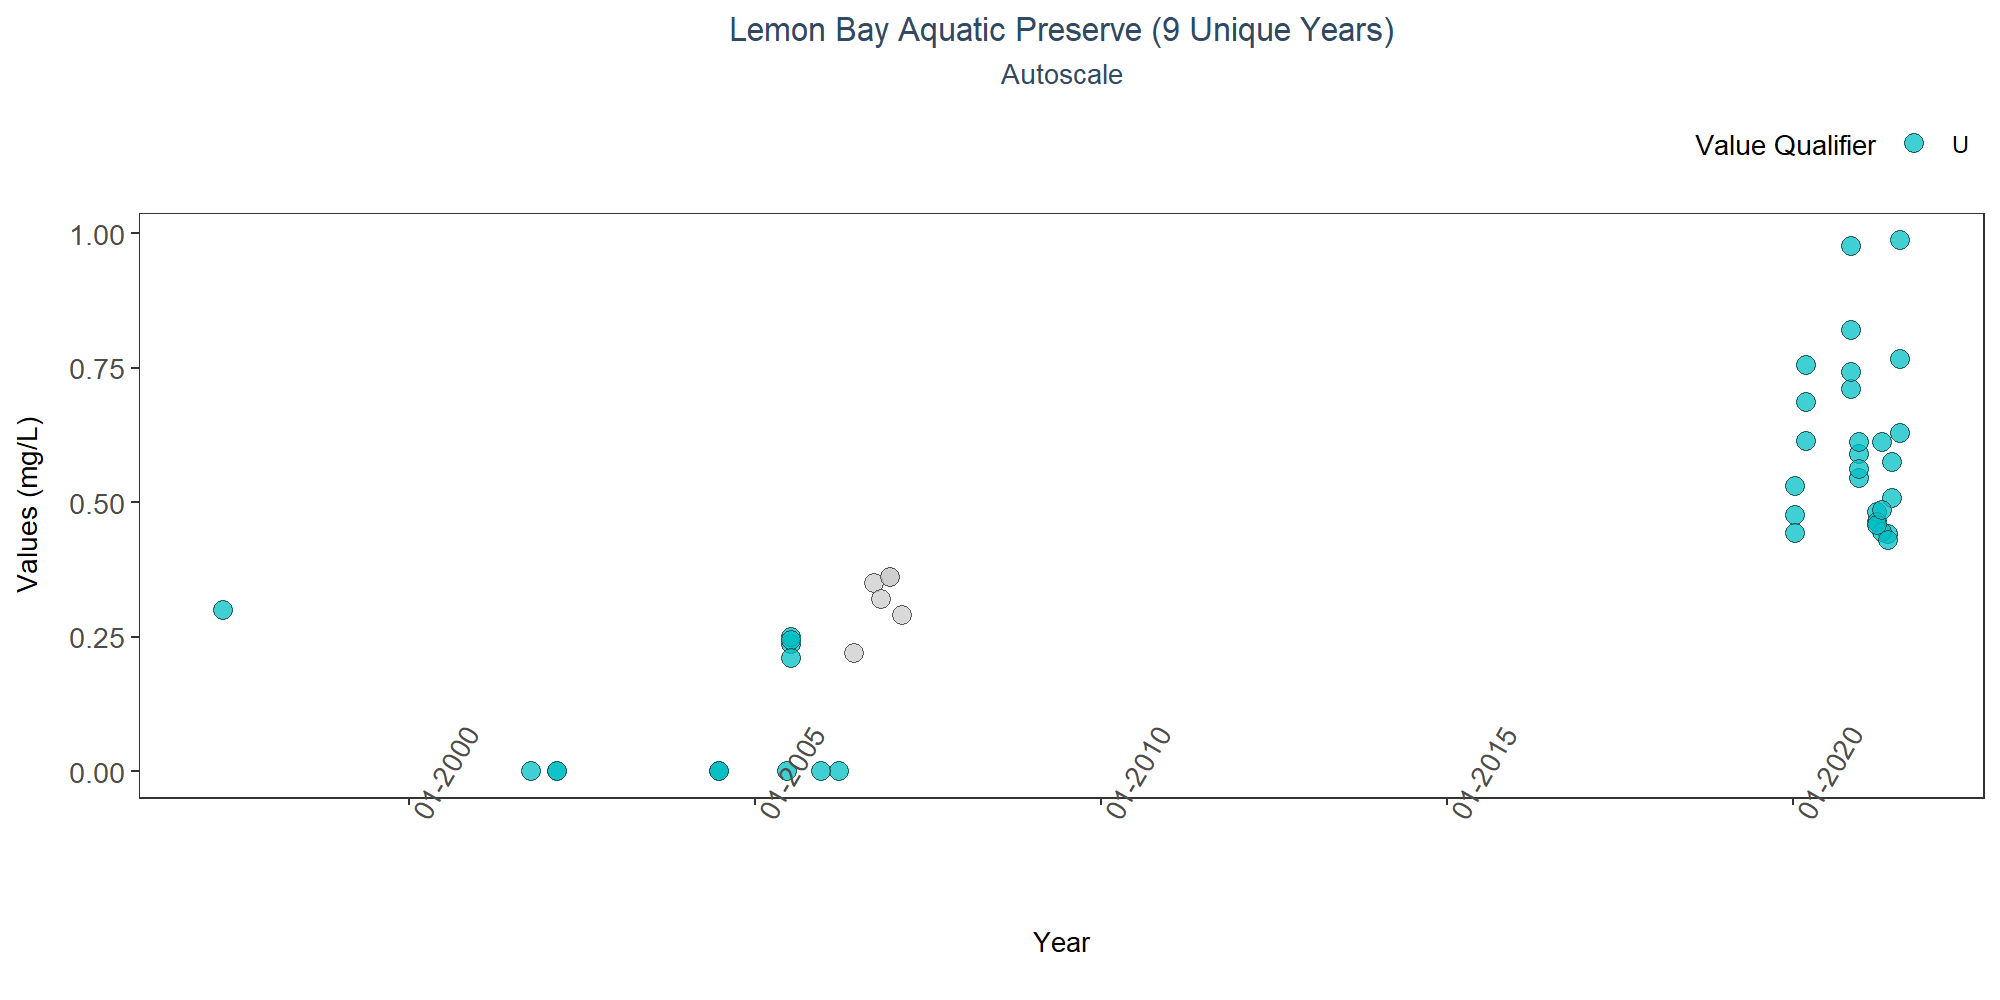 Lemon Bay Aquatic Preserve (9 Unique Years)
Autoscale
Value Qualifier U
1.00
0.75
0.50
0.25
0.00
Values (mg/L)
01-2000
01-2005
01-2010
01-2015
01-2020
Year